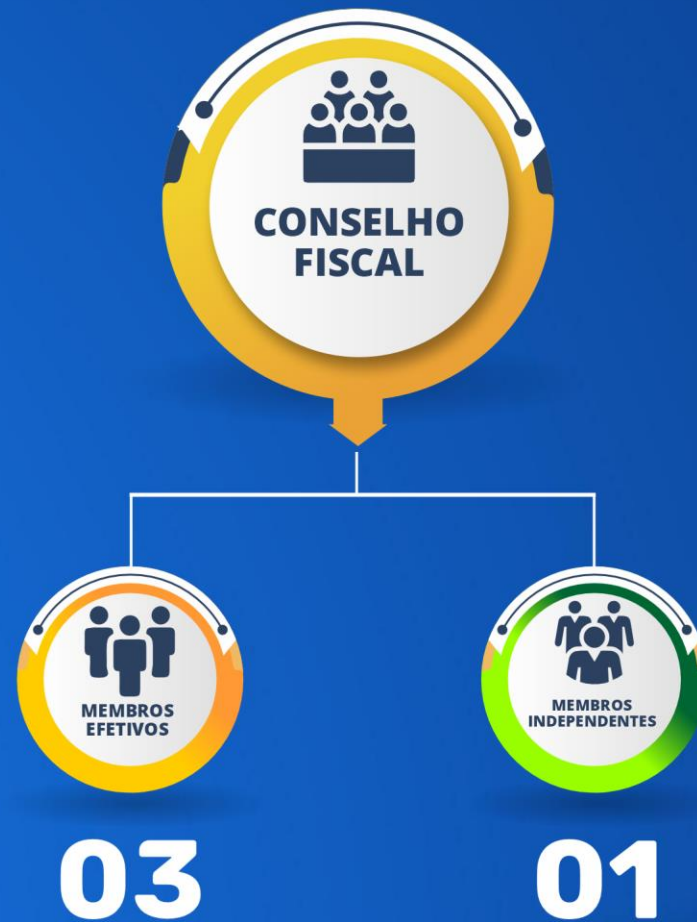 CONSELHO
FISCAL
MEMBROS
EFETIVOS
MEMBROS
INDEPENDENTES
03
01